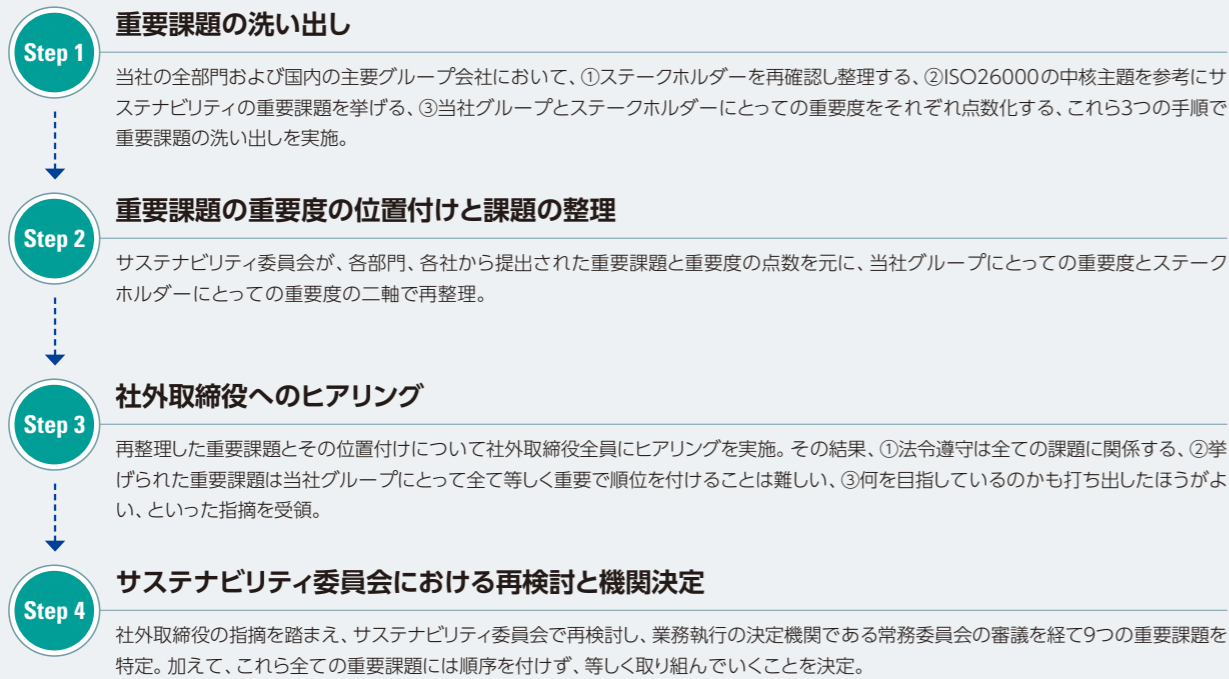 Step 1
重要課題の洗い出し
当社の全部門および国内の主要グループ会社において、①ステークホルダーを再確認し整理する、②ISO26000の中核主題を参考にサ
ステナビリティの重要課題を挙げる、③当社グループとステークホルダーにとっての重要度をそれぞれ点数化する、これら3つの手順で
重要課題の洗い出しを実施。
Step 2
重要課題の重要度の位置付けと課題の整理
サステナビリティ委員会が、各部門、各社から提出された重要課題と重要度の点数を元に、当社グループにとっての重要度とステーク
ホルダーにとっての重要度の二軸で再整理。
Step 3
社外取締役へのヒアリング
再整理した重要課題とその位置付けについて社外取締役全員にヒアリングを実施。その結果、①法令遵守は全ての課題に関係する、②挙
げられた重要課題は当社グループにとって全て等しく重要で順位を付けることは難しい、③何を目指しているのかも打ち出したほうがよ
い、といった指摘を受領。
Step 4
サステナビリティ委員会における再検討と機関決定
社外取締役の指摘を踏まえ、サステナビリティ委員会で再検討し、業務執行の決定機関である常務委員会の審議を経て9つの重要課題を
特定。加えて、これら全ての重要課題には順序を付けず、等しく取り組んでいくことを決定。